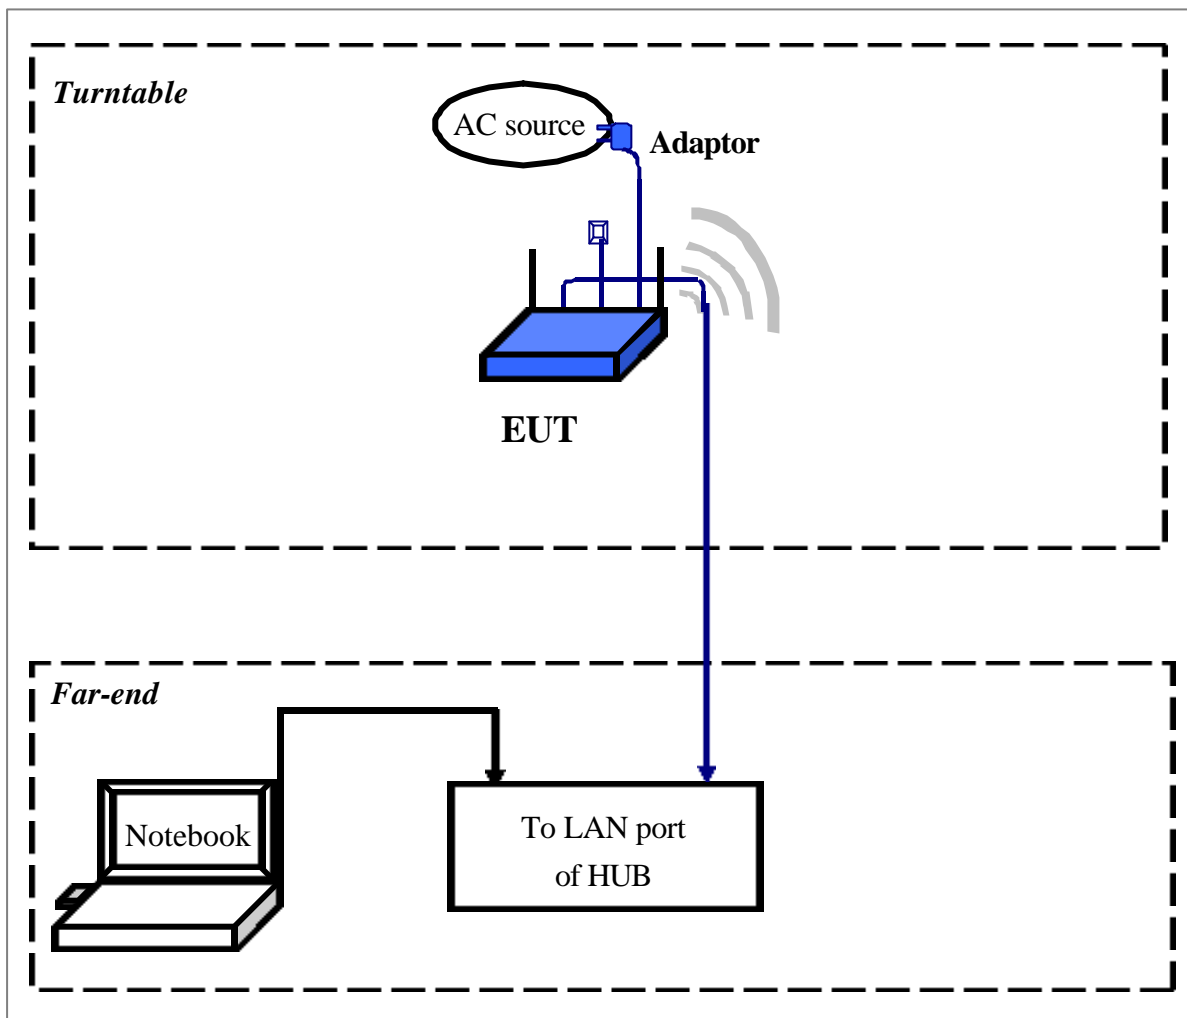 Turntable
AC source
Adaptor
EUT
Far-end
Notebook
To LAN port
of HUB